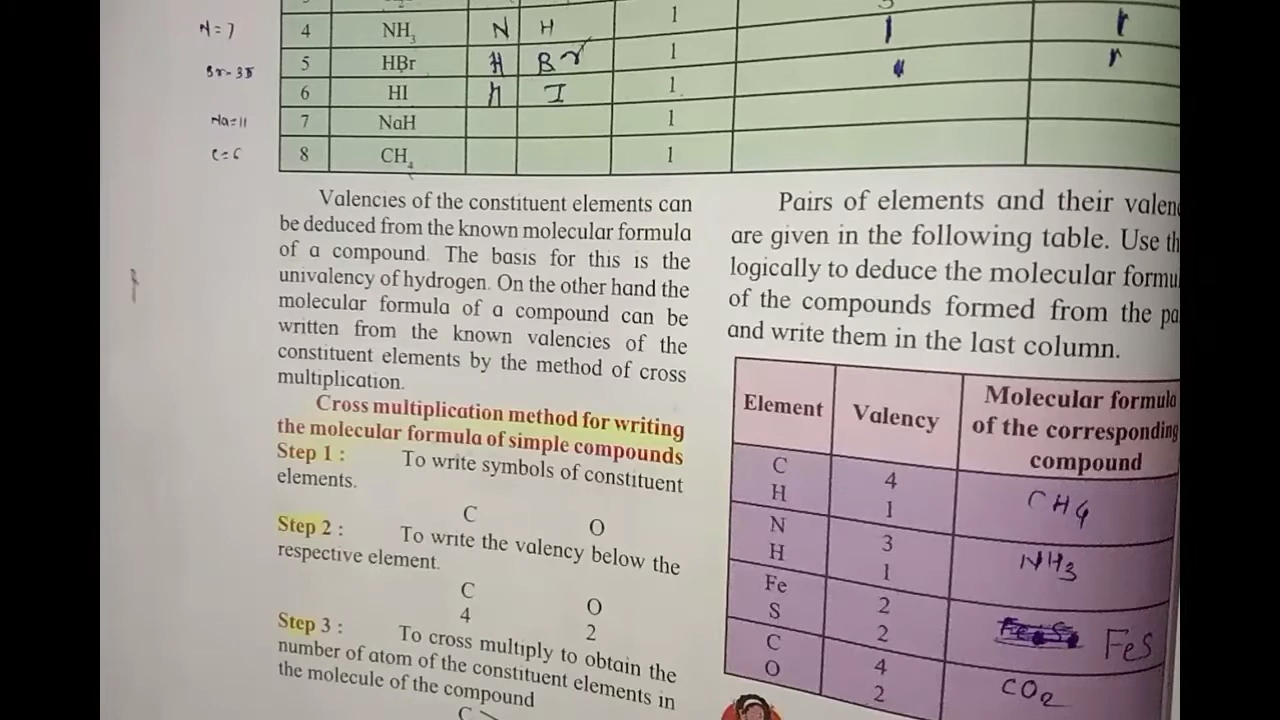 N = 7
4 NH3 N H 1
Br - 35
5 HBr H Br 1
6 HI H I 1
Na = 11
7 NaH 1
C = 6
8 CH4 1
Valencies of the constituent elements can
be deduced from the known molecular formula
of a compound. The basis for this is the
univalency of hydrogen. On the other hand the
molecular formula of a compound can be
written from the known valencies of the
constituent elements by the method of cross
multiplication.
Cross multiplication method for writing
the molecular formula of simple compounds
Step 1 : To write symbols of constituent
elements.
C O
Step 2 : To write the valency below the
respective element.
C O
4 2
Step 3 : To cross multiply to obtain the
number of atom of the constituent elements in
the molecule of the compound
C
Pairs of elements and their
are given in the following table. Use
logically to deduce the molecular
of the compounds formed from the
and write them in the last column.
Element Valency Molecular formula
of the corresponding
compound
C 4 CH4
H 1
N 3 NH3
H 1
Fe 2 FeS
S 2
C 4 CO2
O 2